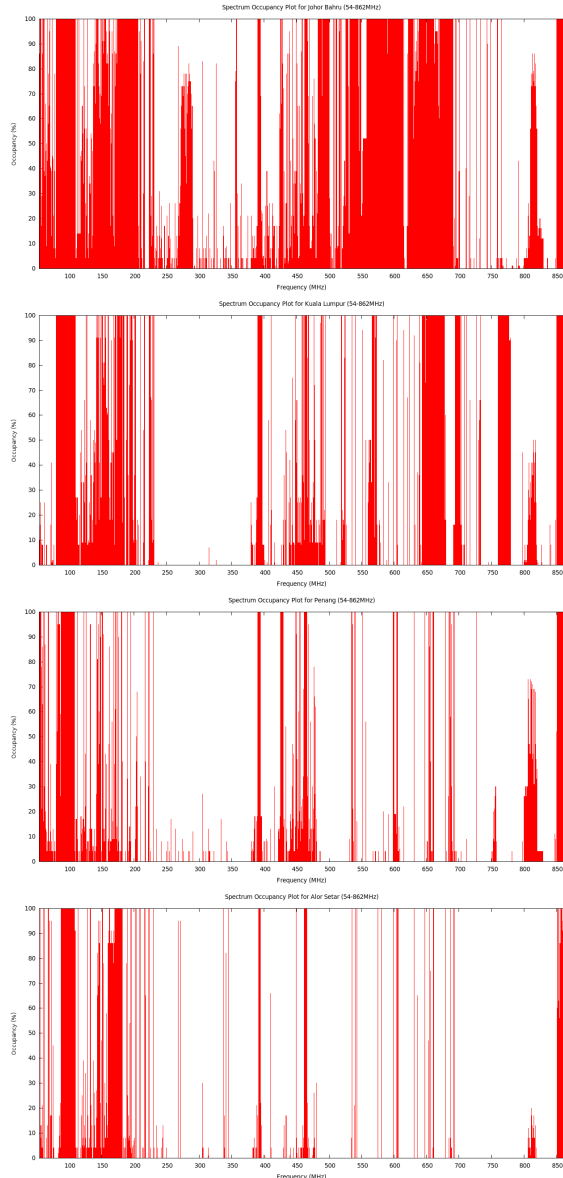 Spectrum Occupancy Plot for Johor Bahru (54-862MHz)
100
90
80
70
60
50
40
30
20
10
0
Occupancy (%)
100 150 200 250 300 350 400 450 500 550 600 650 700 750 800 850
Frequency (MHz)
Spectrum Occupancy Plot for Kuala Lumpur (54-862MHz)
100
90
80
70
60
50
40
30
20
10
0
Occupancy (%)
100 150 200 250 300 350 400 450 500 550 600 650 700 750 800 850
Frequency (MHz)
Spectrum Occupancy Plot for Penang (54-862MHz)
100
90
80
70
60
50
40
30
20
10
0
Occupancy (%)
100 150 200 250 300 350 400 450 500 550 600 650 700 750 800 850
Frequency (MHz)
Spectrum Occupancy Plot for Alor Setar (54-862MHz)
100
90
80
70
60
50
40
30
20
10
0
Occupancy (%)
100 150 200 250 300 350 400 450 500 550 600 650 700 750 800 850
Frequency (MHz)